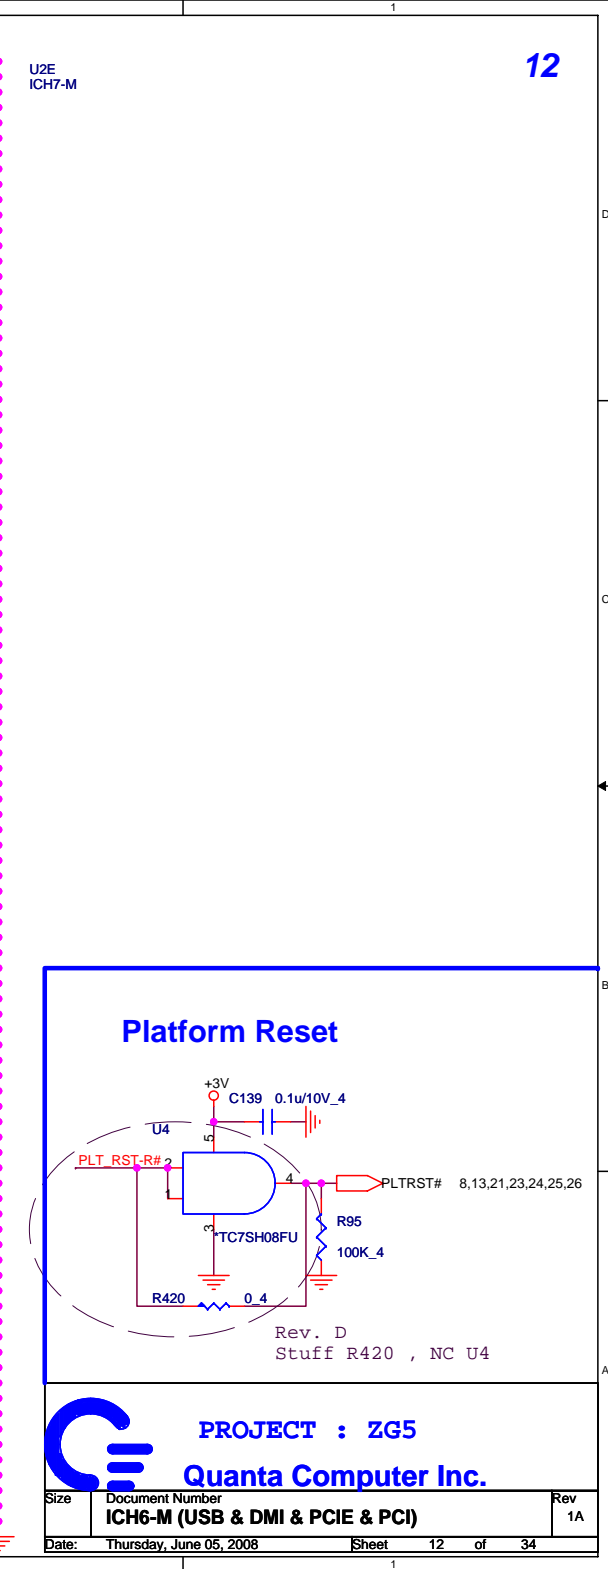 1
U2E
ICH7-M
12
D
C
B
Platform Reset
+3V
C139 0.1u/10V_4
U4
5
PLT_RST-R# 2
4
PLTRST# 8,13,21,23,24,25,26
1
3
*TC7SH08FU
R95
100K_4
R420 0_4
Rev. D
Stuff R420 , NC U4
A
PROJECT : ZG5
Quanta Computer Inc.
Size Document Number Rev
ICH6-M (USB & DMI & PCIE & PCI) 1A
Date: Thursday, June 05, 2008 Sheet 12 of 34
1